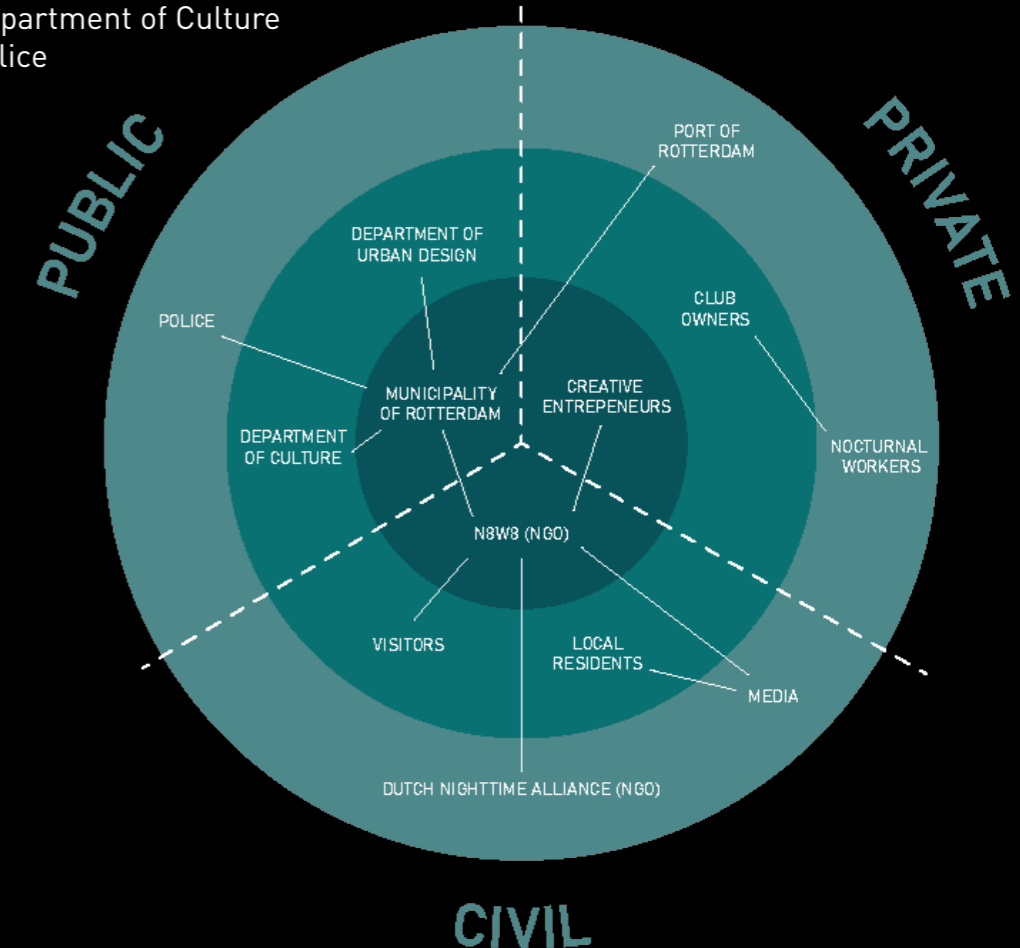 partment of Culture
lice
PUBLIC
PRIVATE
PORT OF
ROTTERDAM
DEPARTMENT OF
URBAN DESIGN
CLUB
OWNERS
POLICE
MUNICIPALITY
OF ROTTERDAM
CREATIVE
ENTREPENEURS
DEPARTMENT
OF CULTURE
NOCTURNAL
WORKERS
N8W8 (NGO)
VISITORS
LOCAL
RESIDENTS
MEDIA
DUTCH NIGHTTIME ALLIANCE (NGO)
CIVIL